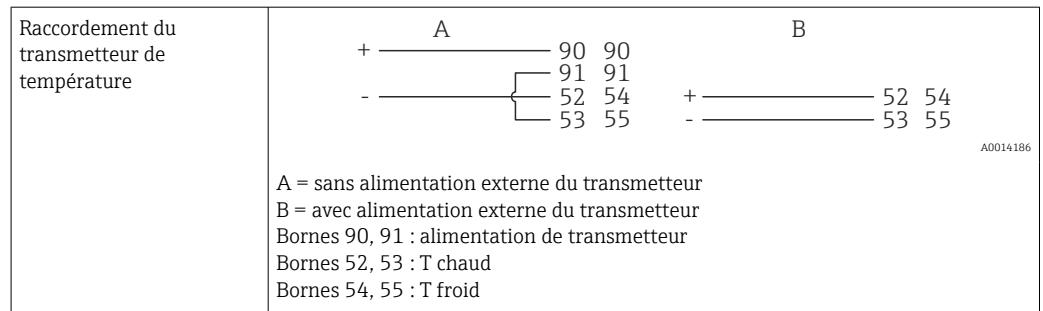 Raccordement du
transmetteur de
température
A B
+ 90 90
91 91
- 52 54 + 52 54
53 55 - 53 55
A0014186
A = sans alimentation externe du transmetteur
B = avec alimentation externe du transmetteur
Bornes 90, 91 : alimentation de transmetteur
Bornes 52, 53 : T chaud
Bornes 54, 55 : T froid